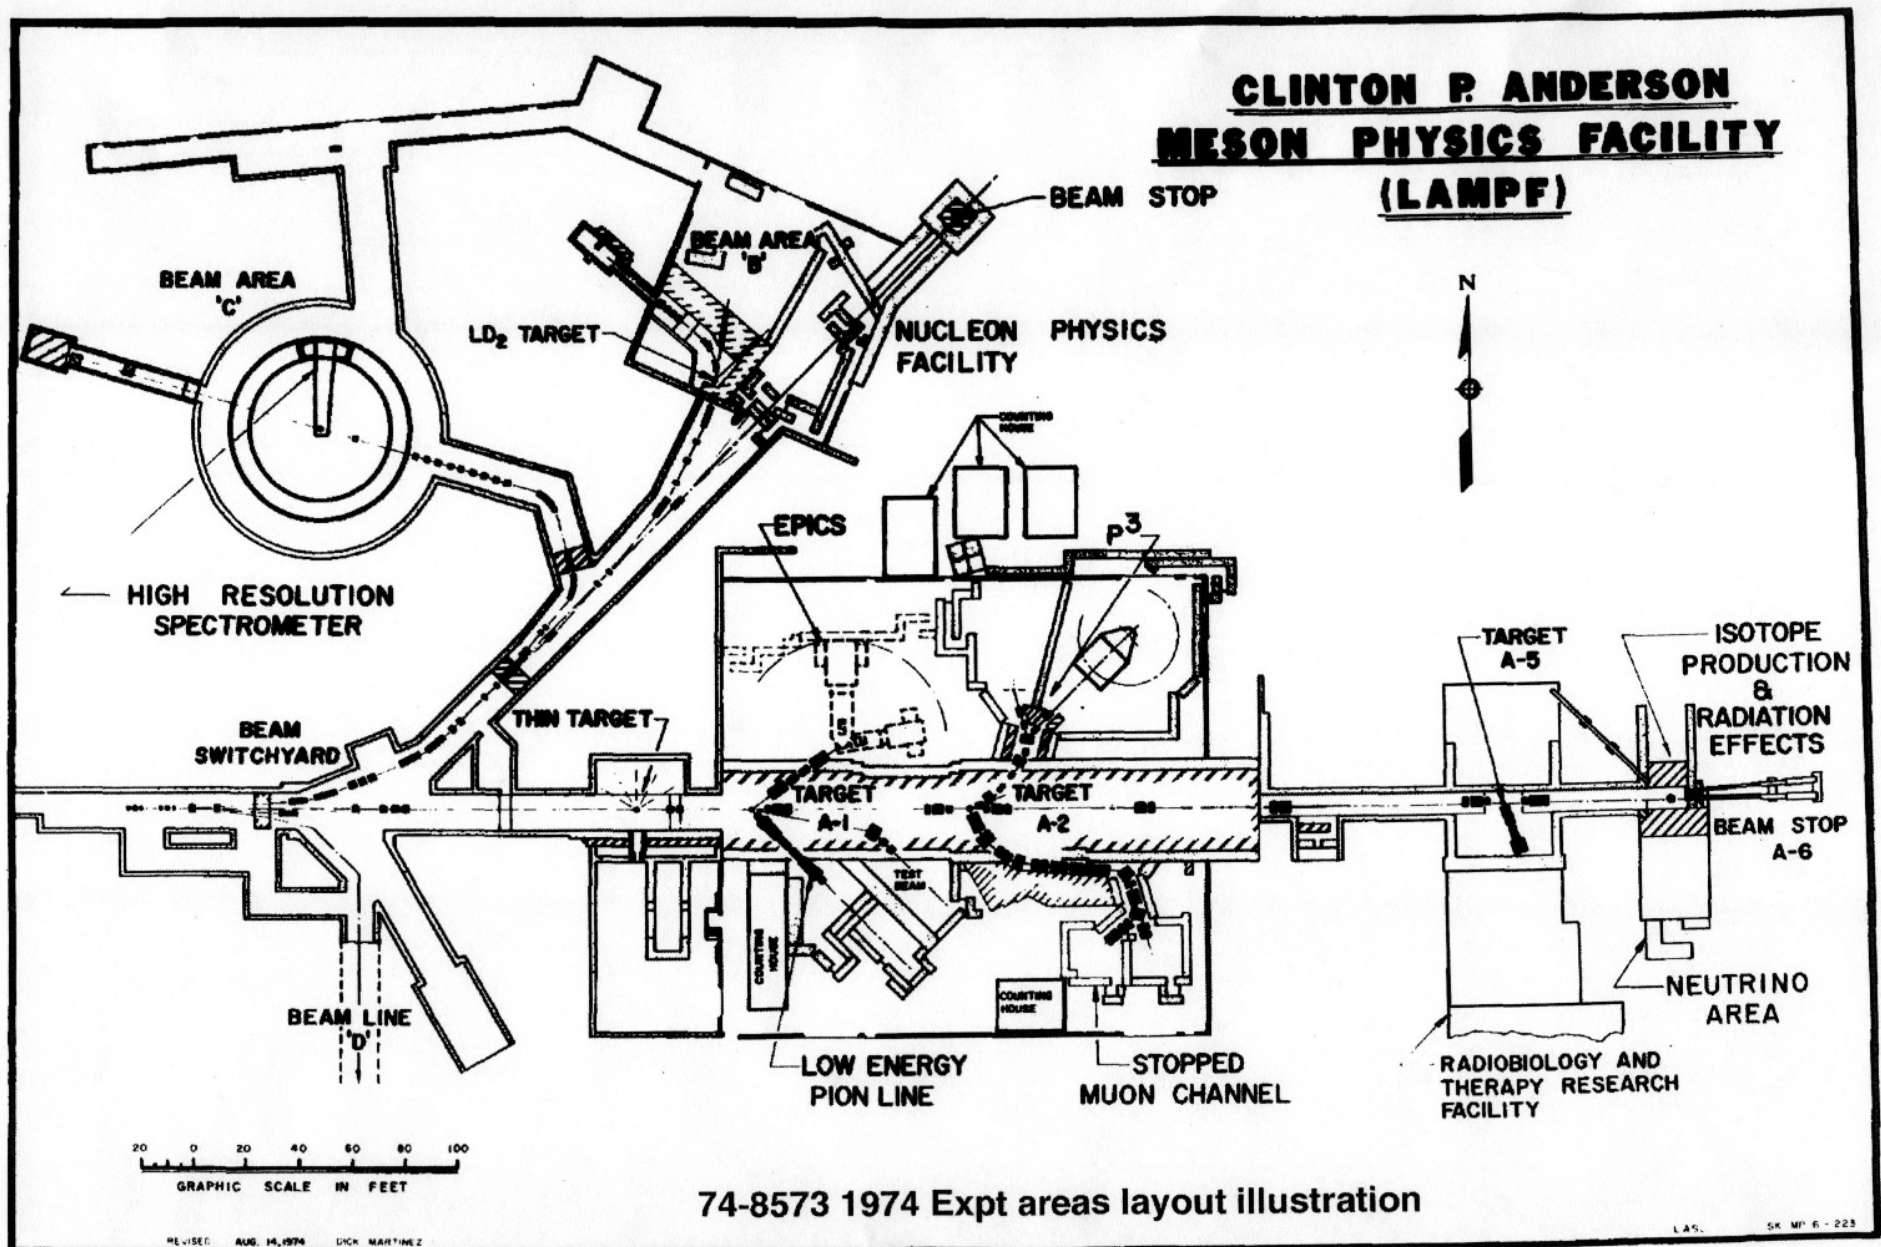 CLINTON P. ANDERSON
MESON PHYSICS FACILITY
(LAMPF)
BEAM STOP
BEAM AREA
'B'
BEAM AREA
'C'
N
LD2 TARGET
NUCLEON PHYSICS
FACILITY
COUNTING
HOUSE
EPICS
P3
HIGH RESOLUTION
SPECTROMETER
TARGET
A-5
ISOTOPE
PRODUCTION
&
RADIATION
EFFECTS
THIN TARGET
BEAM
SWITCHYARD
TARGET
A-1
TARGET
A-2
BEAM STOP
A-6
TEST
BEAM
COUNTING
HOUSE
COUNTING
HOUSE
NEUTRINO
AREA
BEAM LINE
'D'
LOW ENERGY
PION LINE
STOPPED
MUON CHANNEL
RADIOBIOLOGY AND
THERAPY RESEARCH
FACILITY
20 0 20 40 60 80 100
GRAPHIC SCALE IN FEET
74-8573 1974 Expt areas layout illustration
REVISED AUG. 14, 1974 DICK MARTINEZ
L.A.S.
SK MP 6 - 223